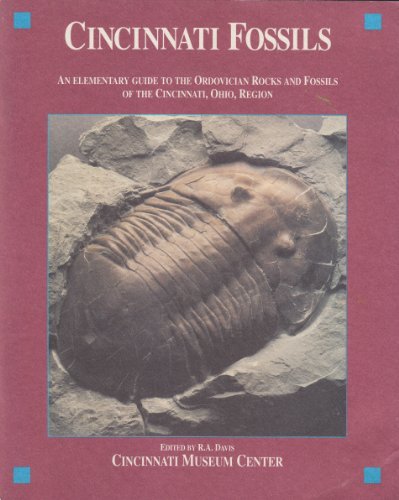 CINCINNATI FOSSILS
AN ELEMENTARY GUIDE TO THE ORDOVICIAN ROCKS AND FOSSILS
OF THE CINCINNATI, OHIO, REGION
EDITED BY R.A. DAVIS
CINCINNATI MUSEUM CENTER